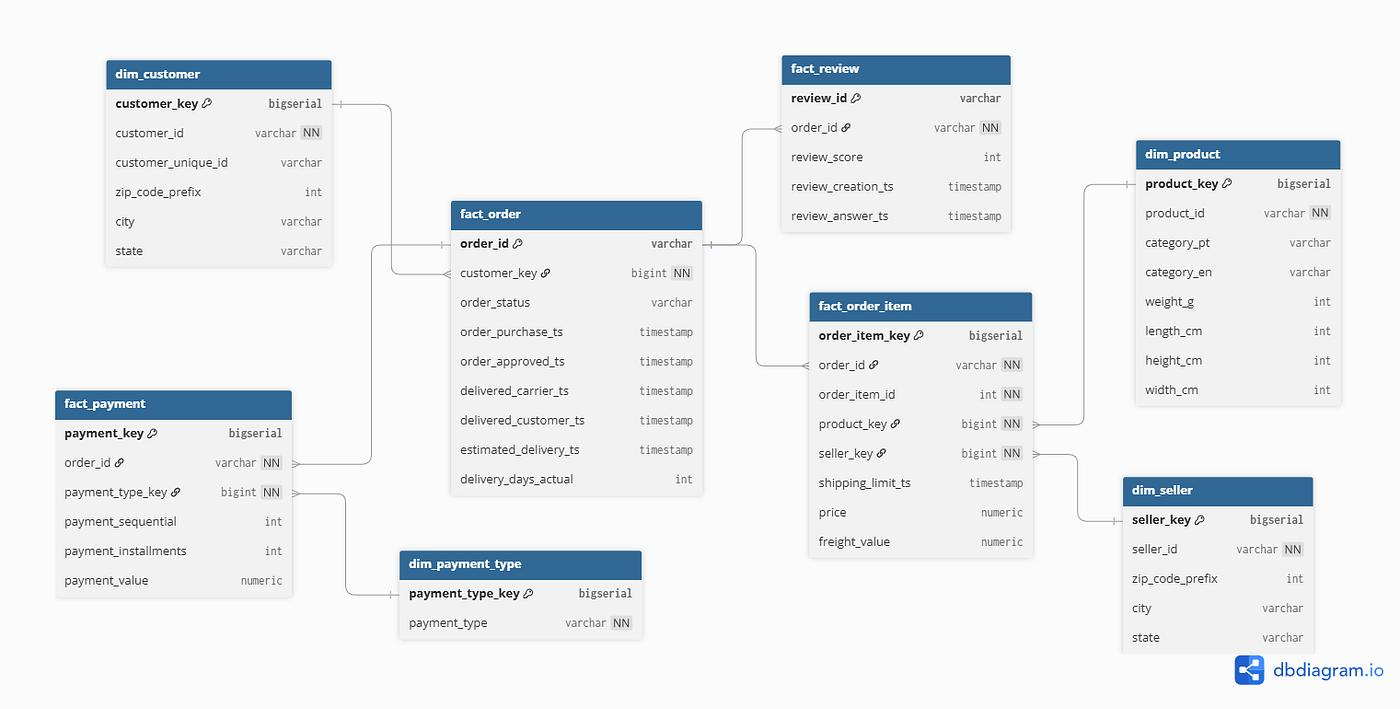 dim_customer
customer_key bigserial
customer_id varchar NN
customer_unique_id varchar
zip_code_prefix int
city varchar
state varchar
fact_payment
payment_key bigserial
order_id varchar NN
payment_type_key bigint NN
payment_sequential int
payment_installments int
payment_value numeric
fact_order
order_id varchar
customer_key bigint NN
order_status varchar
order_purchase_ts timestamp
order_approved_ts timestamp
delivered_carrier_ts timestamp
delivered_customer_ts timestamp
estimated_delivery_ts timestamp
delivery_days_actual int
dim_payment_type
payment_type_key bigserial
payment_type varchar NN
fact_review
review_id varchar
order_id varchar NN
review_score int
review_creation_ts timestamp
review_answer_ts timestamp
fact_order_item
order_item_key bigserial
order_id varchar NN
order_item_id int NN
product_key bigint NN
seller_key bigint NN
shipping_limit_ts timestamp
price numeric
freight_value numeric
dim_product
product_key bigserial
product_id varchar NN
category_pt varchar
category_en varchar
weight_g int
length_cm int
height_cm int
width_cm int
dim_seller
seller_key bigserial
seller_id varchar NN
zip_code_prefix int
city varchar
state varchar
dbdiagram.io